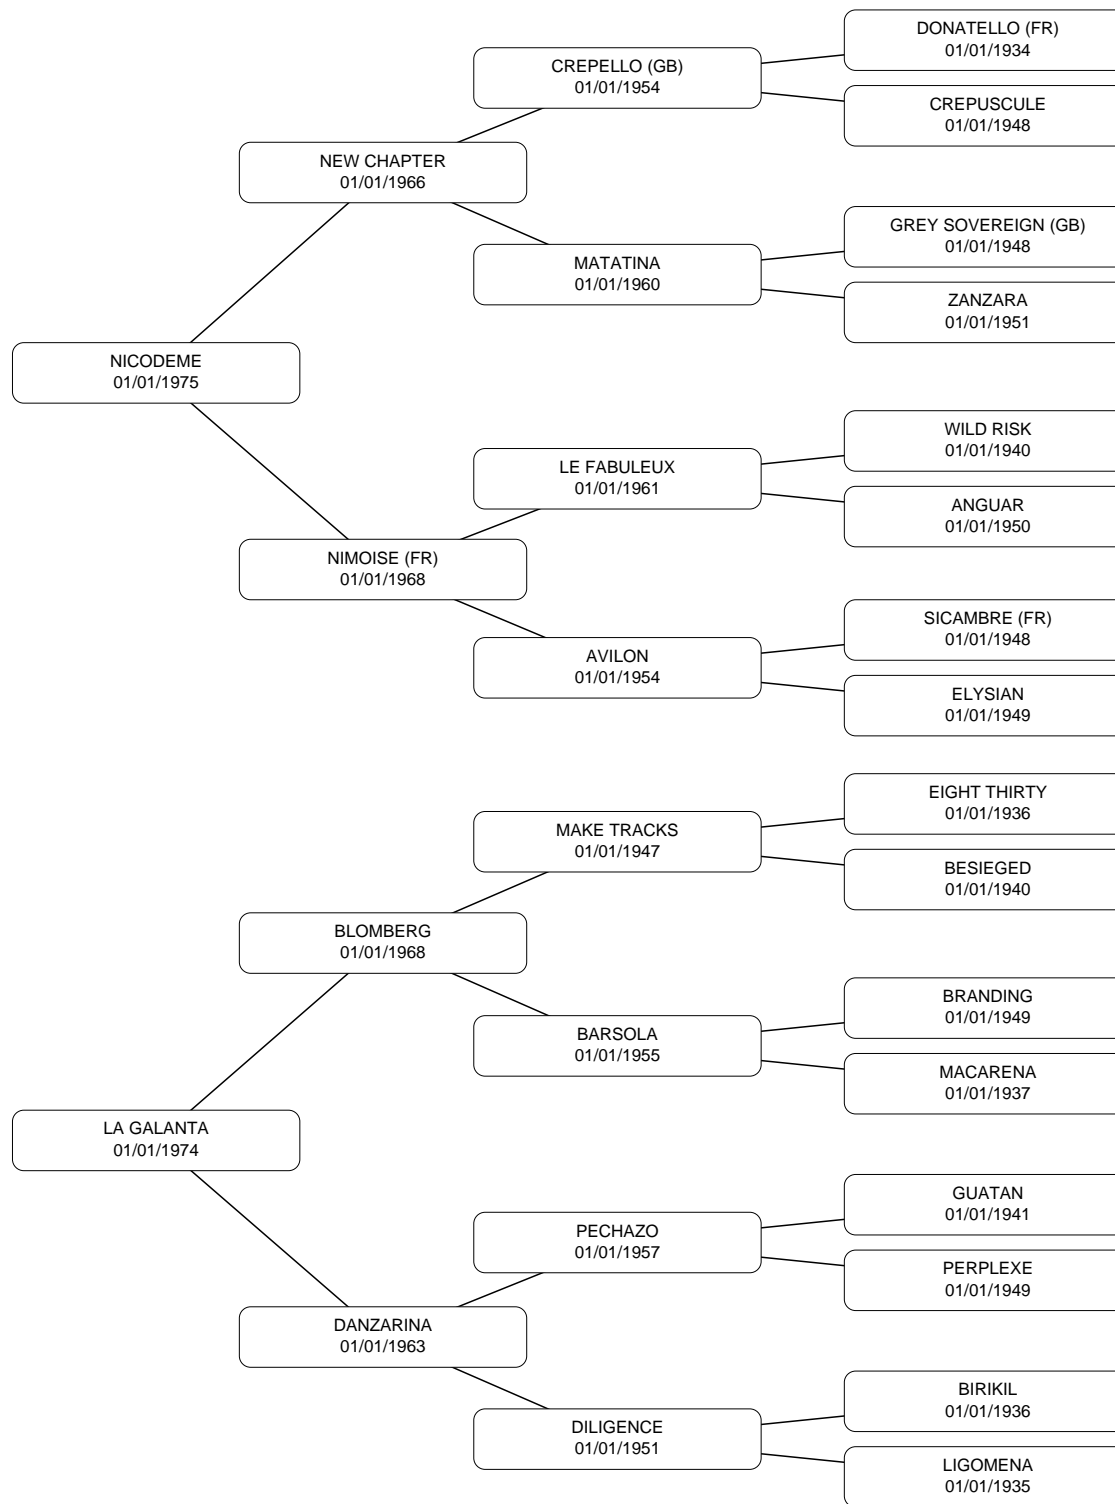 DONATELLO (FR)
01/01/1934
CREPELLO (GB)
01/01/1954
CREPUSCULE
01/01/1948
NEW CHAPTER
01/01/1966
GREY SOVEREIGN (GB)
01/01/1948
MATATINA
01/01/1960
ZANZARA
01/01/1951
NICODEME
01/01/1975
WILD RISK
01/01/1940
LE FABULEUX
01/01/1961
ANGUAR
01/01/1950
NIMOISE (FR)
01/01/1968
SICAMBRE (FR)
01/01/1948
AVILON
01/01/1954
ELYSIAN
01/01/1949
EIGHT THIRTY
01/01/1936
MAKE TRACKS
01/01/1947
BESIEGED
01/01/1940
BLOMBERG
01/01/1968
BRANDING
01/01/1949
BARSOLA
01/01/1955
MACARENA
01/01/1937
LA GALANTA
01/01/1974
GUATAN
01/01/1941
PECHAZO
01/01/1957
PERPLEXE
01/01/1949
DANZARINA
01/01/1963
BIRIKIL
01/01/1936
DILIGENCE
01/01/1951
LIGOMENA
01/01/1935